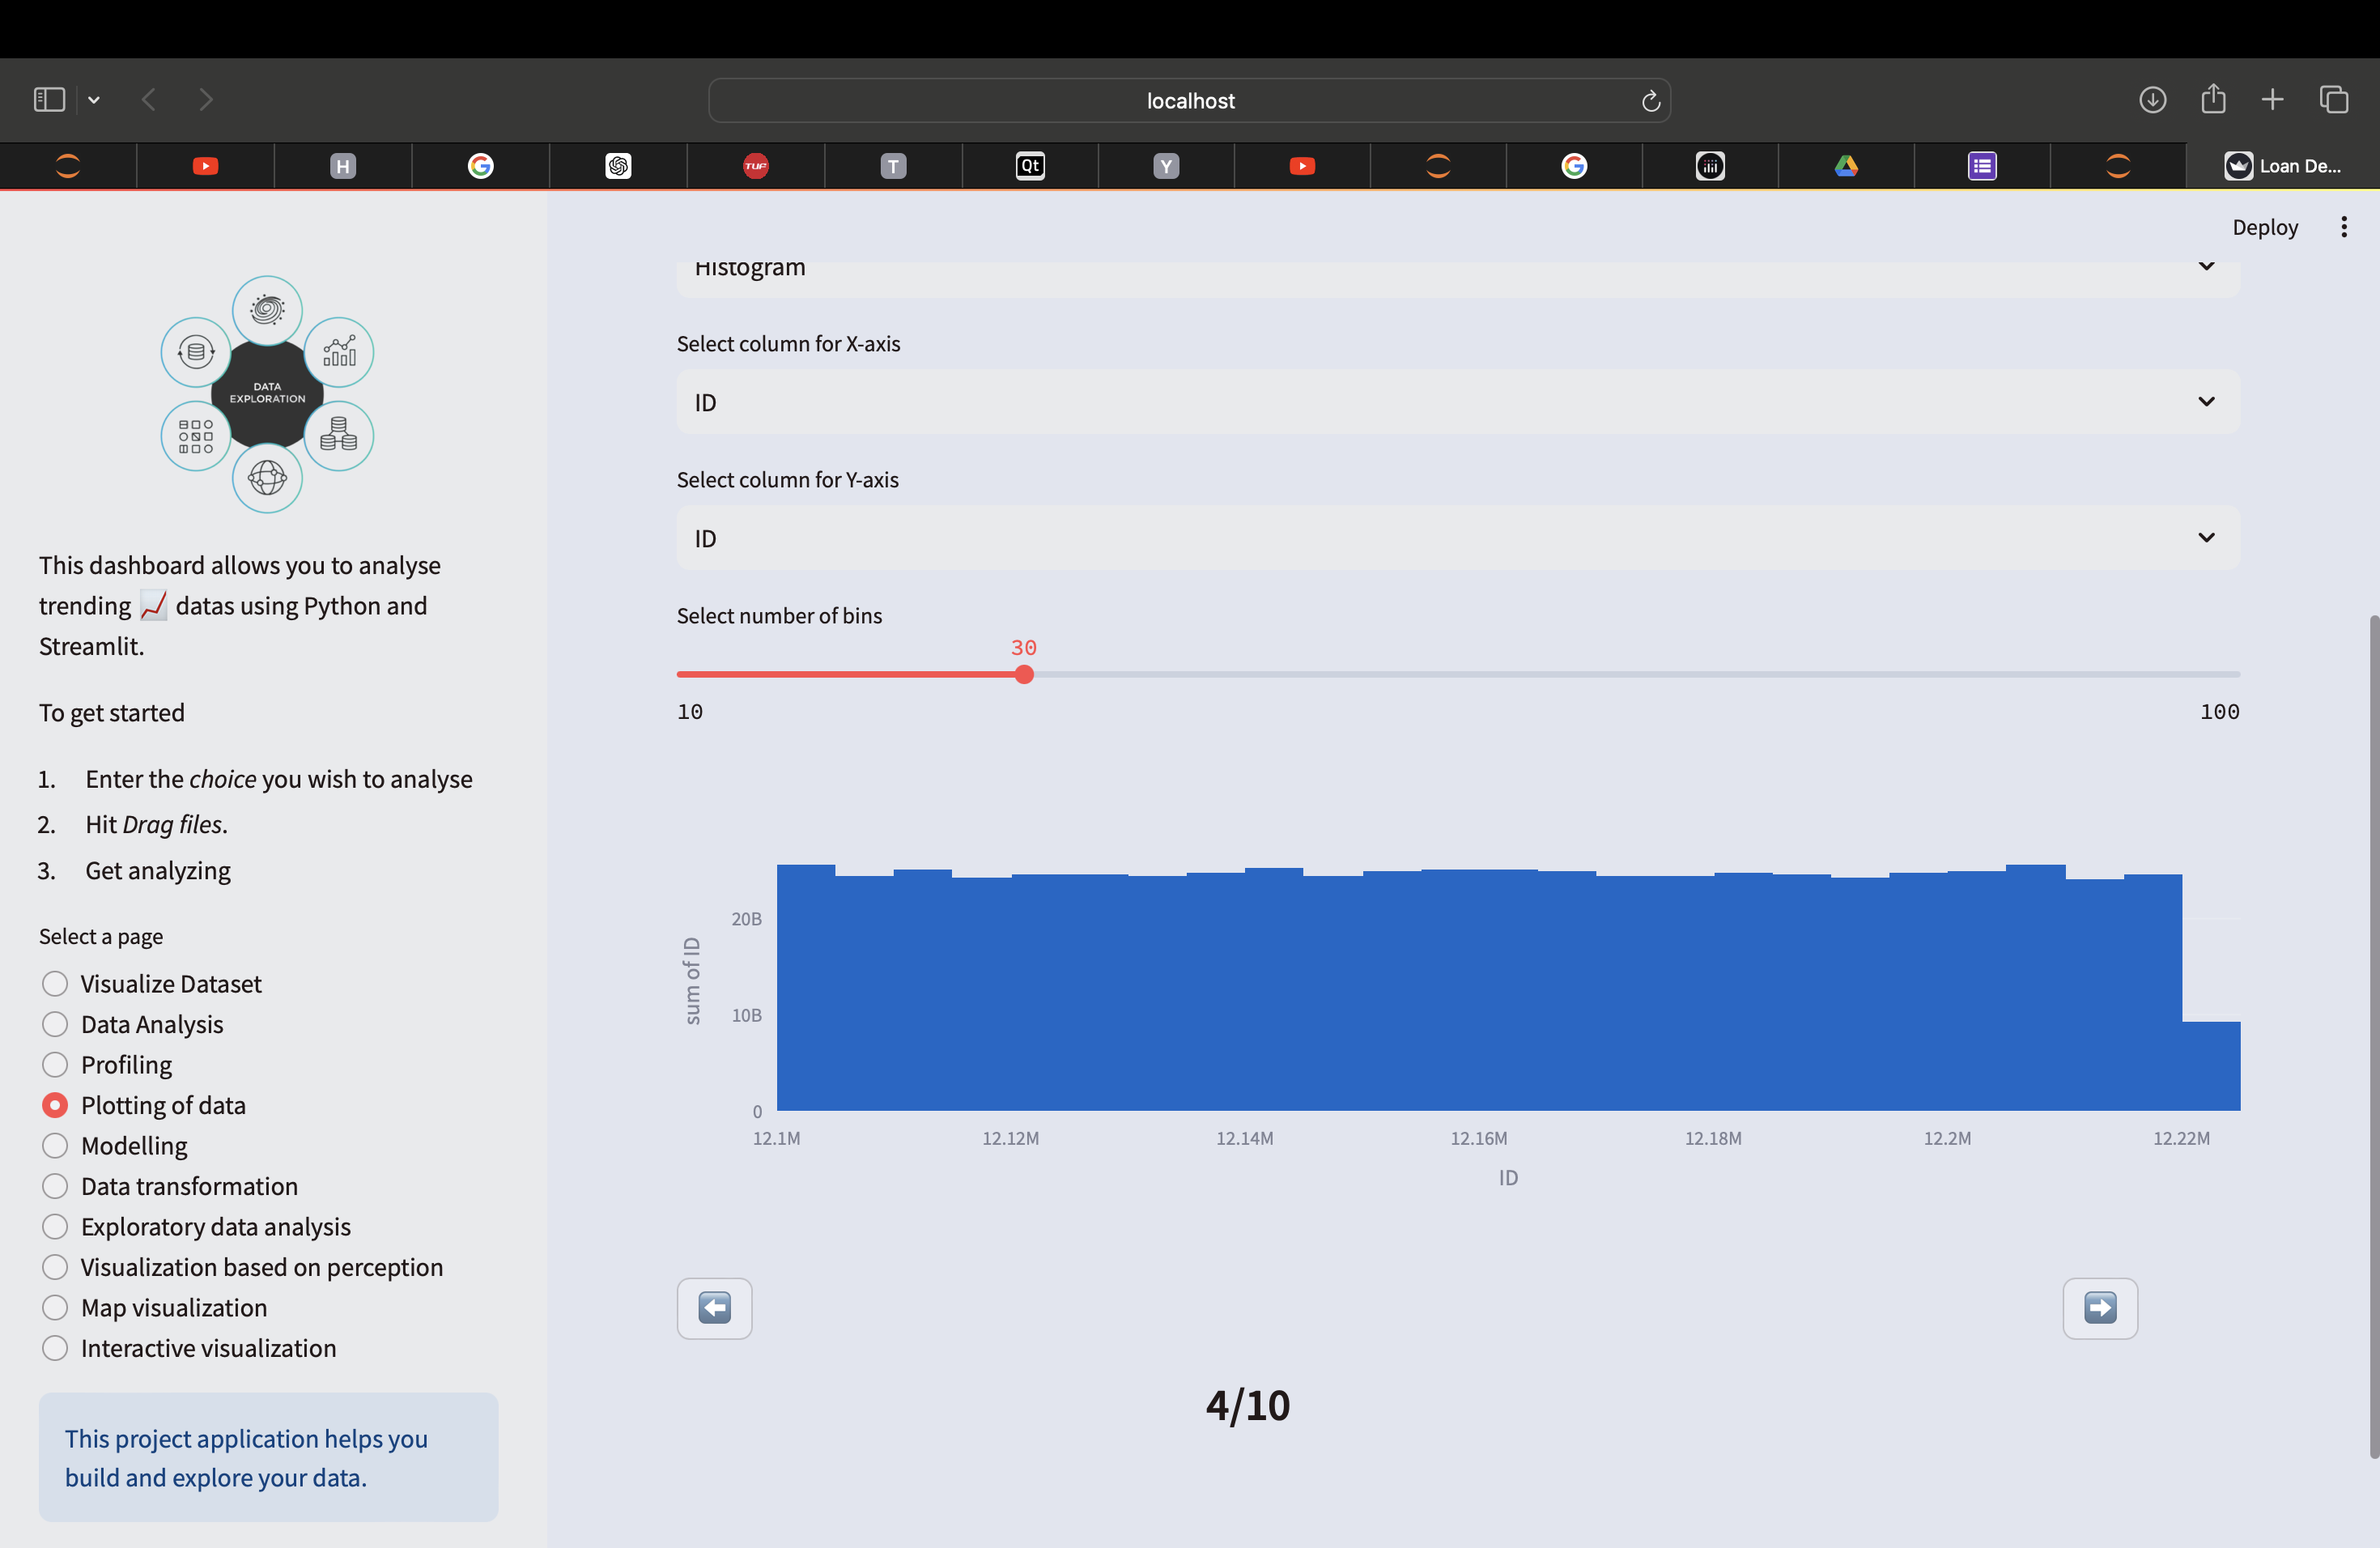 localhost
H
T
Qt
Y
TUP
Loan De...
Deploy
DATA
EXPLORATION
This dashboard allows you to analyse
trending 📈 datas using Python and
Streamlit.
To get started
1. Enter the choice you wish to analyse
2. Hit Drag files.
3. Get analyzing
Select a page
Visualize Dataset
Data Analysis
Profiling
Plotting of data
Modelling
Data transformation
Exploratory data analysis
Visualization based on perception
Map visualization
Interactive visualization
This project application helps you
build and explore your data.
Histogram
Select column for X-axis
ID
Select column for Y-axis
ID
Select number of bins
30
10 100
sum of ID
20B
10B
0
12.1M 12.12M 12.14M 12.16M 12.18M 12.2M 12.22M
ID
4/10